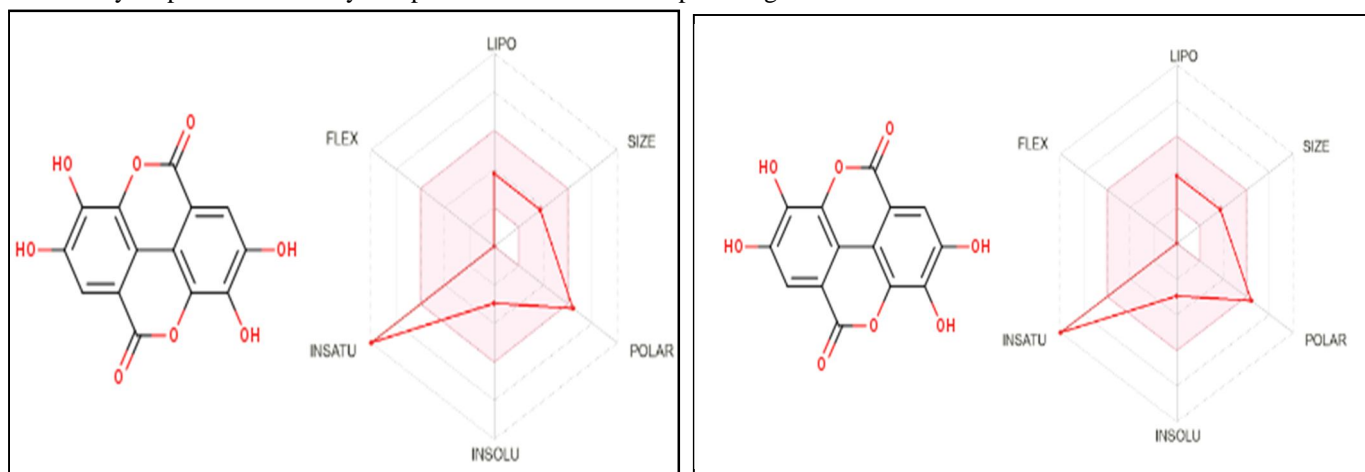 LIPO
O
O
FLEX
SIZE
HO
HO
OH
OH
O
O
INSATU
POLAR
INSOLU
LIPO
O
O
FLEX
SIZE
HO
HO
OH
OH
O
O
INSATU
POLAR
INSOLU